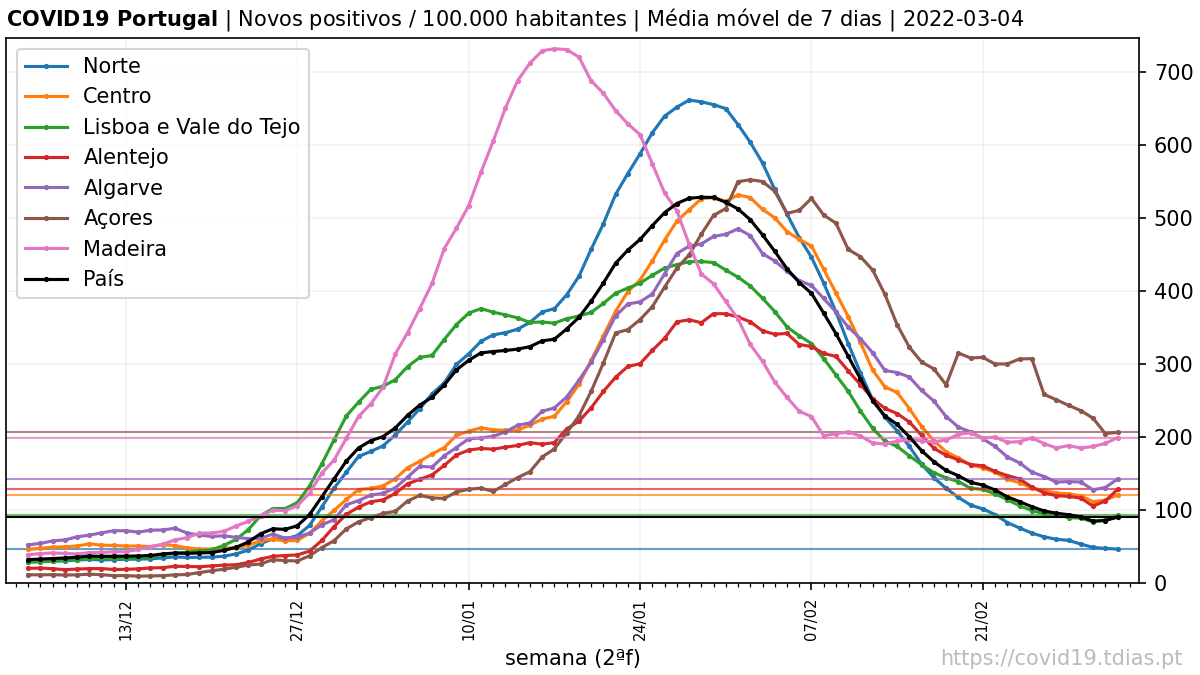 COVID19 Portugal | Novos positivos / 100.000 habitantes | Média móvel de 7 dias | 2022-03-04
Norte
Centro
Lisboa e Vale do Tejo
Alentejo
Algarve
Açores
Madeira
País
700
600
500
400
300
200
100
0
13/12
27/12
10/01
24/01
07/02
21/02
semana (2ªf)
https://covid19.tdias.pt